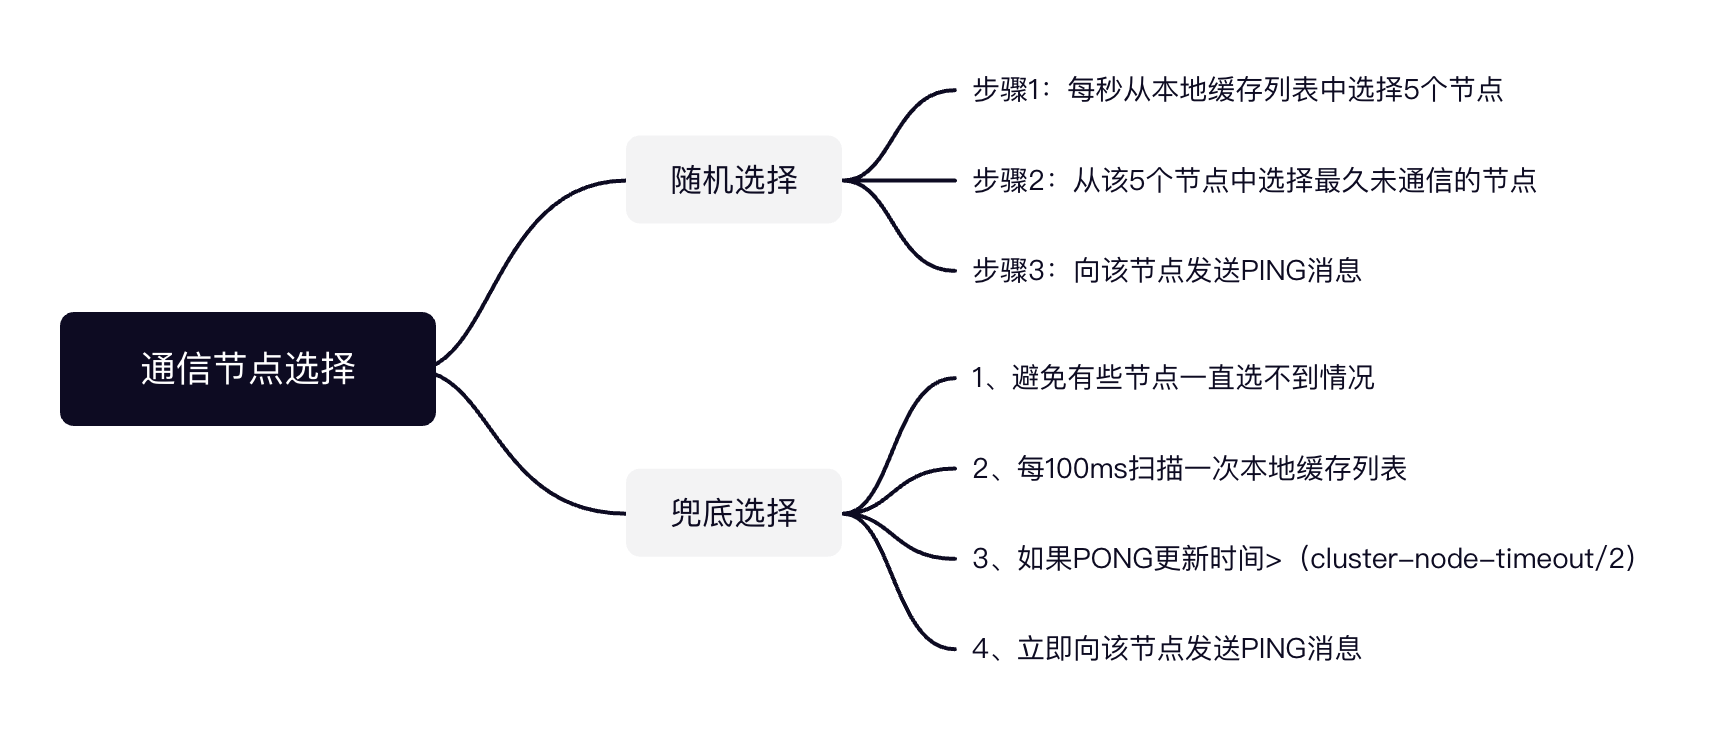 通信节点选择
随机选择
步骤1：每秒从本地缓存列表中选择5个节点
步骤2：从该5个节点中选择最久未通信的节点
步骤3：向该节点发送PING消息
兜底选择
1、避免有些节点一直选不到情况
2、每100ms扫描一次本地缓存列表
3、如果PONG更新时间>（cluster-node-timeout/2）
4、立即向该节点发送PING消息